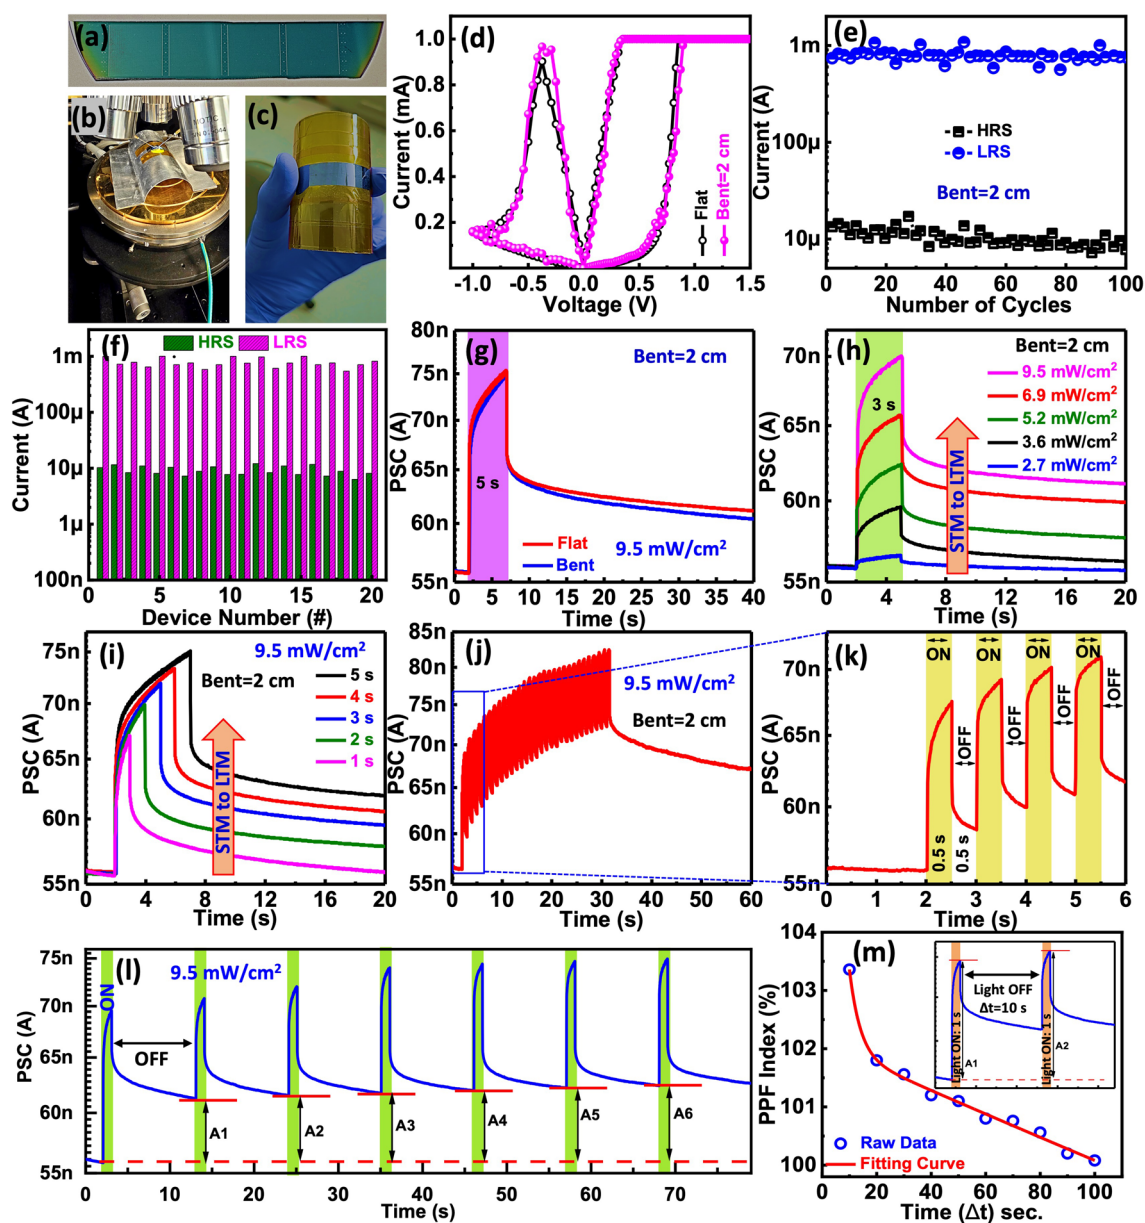 (a)
(b)
MOTIC
(c)
(d)
1.0
0.8
0.6
0.4
0.2
Current (mA)
-1.0 -0.5 0.0 0.5 1.0 1.5
Voltage (V)
Flat
Bent=2 cm
(e)
1m
100µ
10µ
Current (A)
HRS
LRS
Bent=2 cm
0 20 40 60 80 100
Number of Cycles
(f)
HRS LRS
1m
100µ
10µ
1µ
100n
Current (A)
0 5 10 15 20
Device Number (#)
(g)
80n
75n
70n
65n
60n
55n
PSC (A)
Bent=2 cm
5 s
Flat
Bent
9.5 mW/cm²
0 5 10 15 20 25 30 35 40
Time (s)
(h)
70n
65n
60n
55n
PSC (A)
Bent=2 cm
9.5 mW/cm²
6.9 mW/cm²
5.2 mW/cm²
3.6 mW/cm²
2.7 mW/cm²
3 s
STM to LTM
0 4 8 12 16 20
Time (s)
(i)
75n
70n
65n
60n
55n
PSC (A)
9.5 mW/cm²
Bent=2 cm
5 s
4 s
3 s
2 s
1 s
STM to LTM
0 4 8 12 16 20
Time (s)
(j)
85n
80n
75n
70n
65n
60n
55n
PSC (A)
9.5 mW/cm²
Bent=2 cm
0 10 20 30 40 50 60
Time (s)
(k)
70n
65n
60n
55n
PSC (A)
ON ON ON ON
OFF OFF OFF OFF
0.5 s
0.5 s
0 1 2 3 4 5 6
Time (s)
(l)
75n
70n
65n
60n
55n
PSC (A)
9.5 mW/cm²
ON
OFF
A1 A2 A3 A4 A5 A6
0 10 20 30 40 50 60 70
Time (s)
(m)
104
103
102
101
100
PPF Index (%)
Light OFF
Δt=10 s
Light ON: 1 s
A1
Light ON: 1 s
A2
Raw Data
Fitting Curve
0 20 40 60 80 100
Time (Δt) sec.